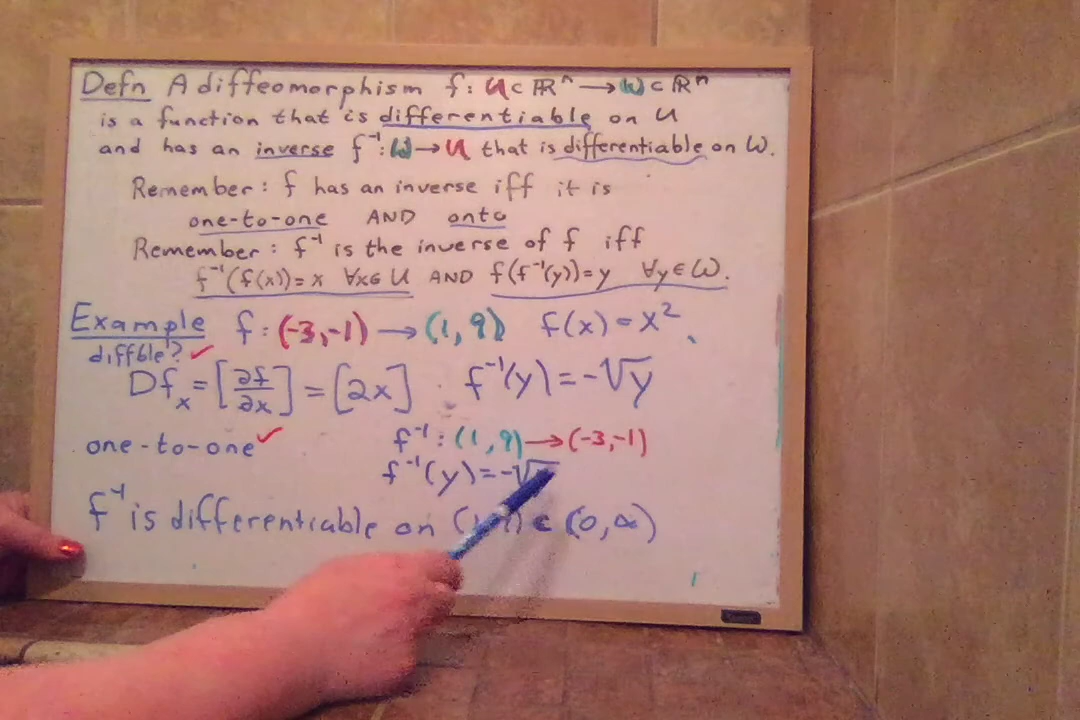 Defn A diffeomorphism f: U ⊂ ℝⁿ → W ⊂ ℝⁿ
is a function that is differentiable on U
and has an inverse f⁻¹: W → U that is differentiable on W.
Remember: f has an inverse iff it is
one-to-one AND onto
Remember: f⁻¹ is the inverse of f iff
f⁻¹(f(x)) = x ∀x∈ U AND f(f⁻¹(y)) = y ∀y ∈ W.
Example f: (-3,-1) → (1, 9) f(x) = x²
diffble? ✓
Df_x = [∂f/∂x] = [2x] f⁻¹(y) = -√y
one-to-one ✓ f⁻¹: (1, 9) → (-3,-1)
f⁻¹(y) = -√
f⁻¹ is differentiable on (1, ) ⊂ (0, ∞)